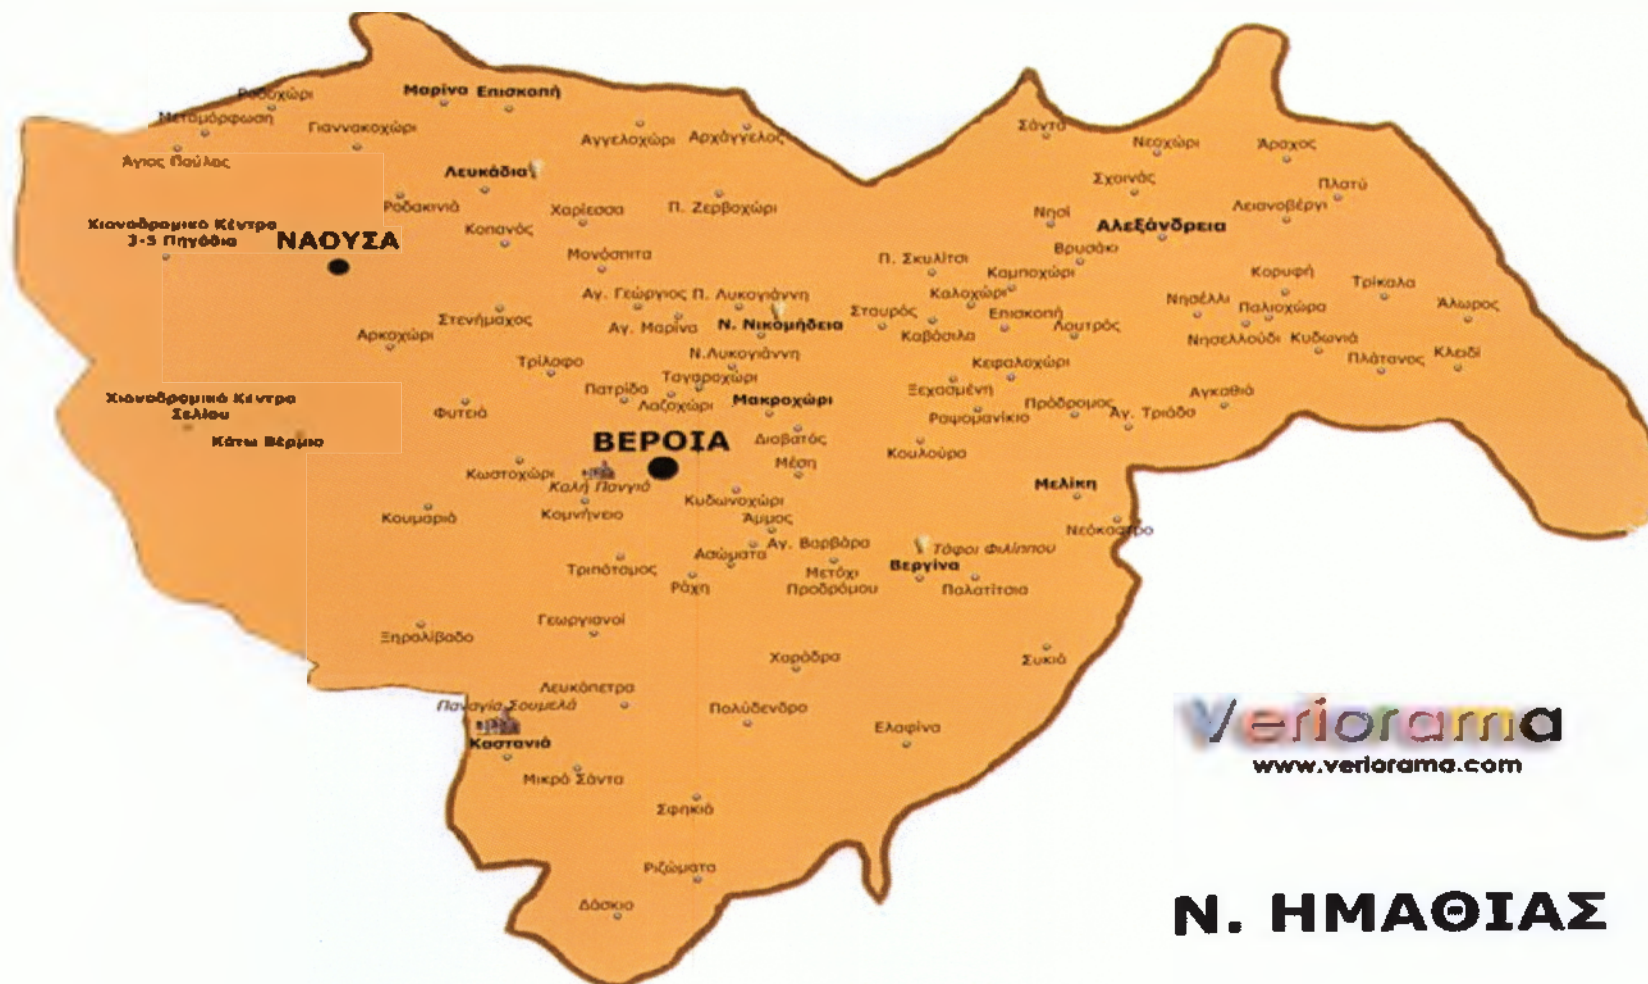 Ροδοχώρι
Μαρίνα Επισκοπή
Μεταμόρφωση
Γιαννακοχώρι
Αγγελοχώρι Αρχάγγελος
Σάντα
Νεοχώρι
Άραχος
Άγιος Παύλος
Λευκάδια
Σχοινάς
Πλατύ
Ροδακινιά
Χαρίεσσα
Π. Ζερβοχώρι
Νησί
Λειανοβέργι
Χιονοδρομικό Κέντρο
3-5 Πηγάδια
ΝΑΟΥΣΑ
Κοπανός
Αλεξάνδρεια
Μονόσπιτα
Π. Σκυλίτσι
Βρυσάκι
Καμποχώρι
Κορυφή
Τρίκαλα
Αγ. Γεώργιος Π. Λυκογιάννη
Καλοχώρι
Νησέλλι
Παλιοχώρα
Άλωρος
Στενήμαχος
Αγ. Μαρίνα
Ν. Νικομήδεια
Σταυρός
Επισκοπή
Λουτρός
Αρκοχώρι
Καβάσιλα
Νησελλούδι Κυδωνιά
Ν.Λυκογιάννη
Τρίλοφο
Κεφαλοχώρι
Πλάτανος Κλειδί
Ταγαροχώρι
Πατρίδα
Ξεχασμένη
Αγκαθιά
Χιονοδρομικό Κέντρο
Σελίου
Φυτειά
Λαζοχώρι
Μακροχώρι
Ραψομανίκιο
Πρόδρομος
Αγ. Τριάδα
Κάτω Βέρμιο
ΒΕΡΟΙΑ
Διαβατός
Κουλούρα
Μέση
Κωστοχώρι
Καλή Παναγιά
Μελίκη
Κυδωνοχώρι
Κουμαριά
Κομνήνειο
Άμμος
Νεόκαστρο
Ασώματα
Αγ. Βαρβάρα
Τάφοι Φιλίππου
Τριπόταμος
Μετόχι
Προδρόμου
Βεργίνα
Ράχη
Παλατίτσια
Γεωργιανοί
Ξηρολίβαδο
Χαράδρα
Συκιά
Λευκόπετρα
Παναγία Σουμελά
Πολύδενδρο
Ελαφίνα
Καστανιά
Μικρή Σάντα
Σφηκιά
Ριζώματα
Δάσκιο
Veriorama
www.veriorama.com
Ν. ΗΜΑΘΙΑΣ